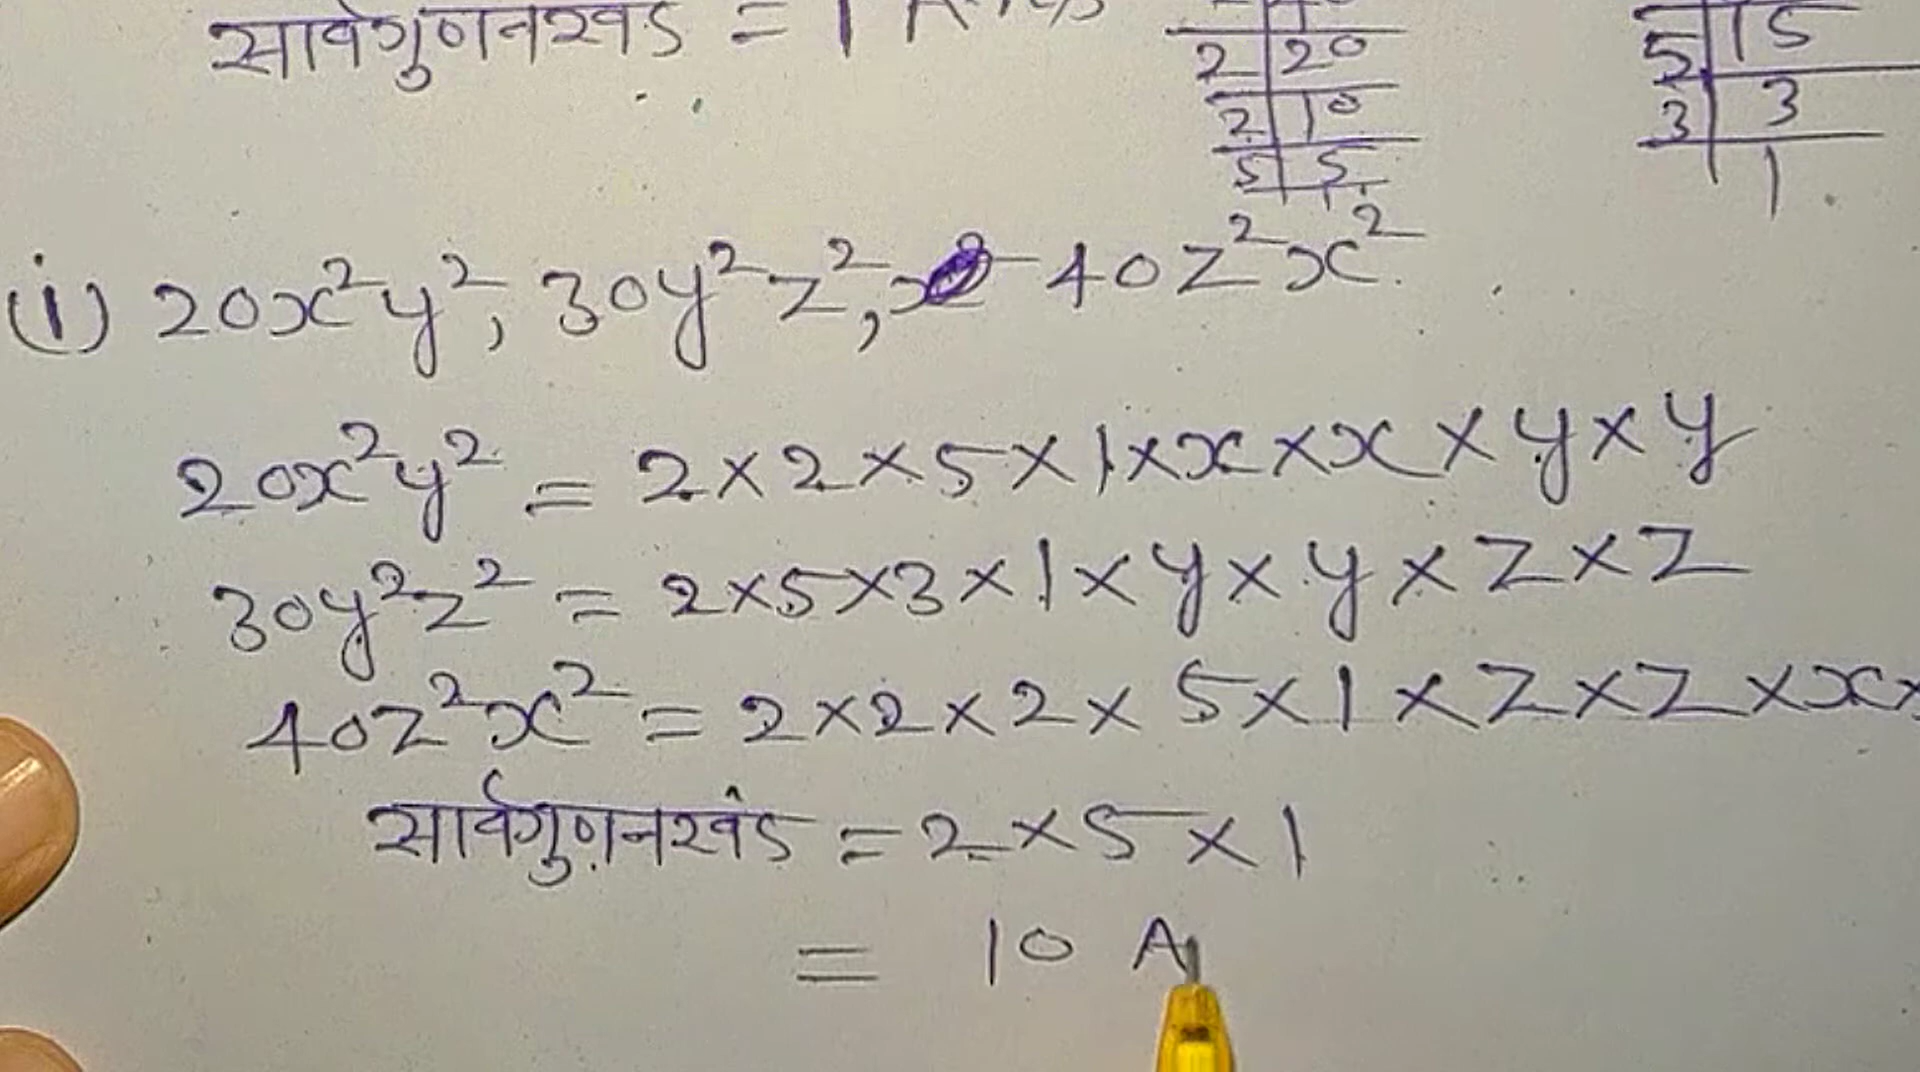 सार्वगुणनखंड = 1
2 | 20
2 | 10
5 | 5
1
5 | 15
3 | 3
1
(i) 20x²y², 30y²z², 40z²x².
20x²y² = 2×2×5×1×x×x×y×y
30y²z² = 2×5×3×1×y×y×z×z
40z²x² = 2×2×2×5×1×z×z×x×
सार्वगुणनखंड = 2×5×1
= 10 A